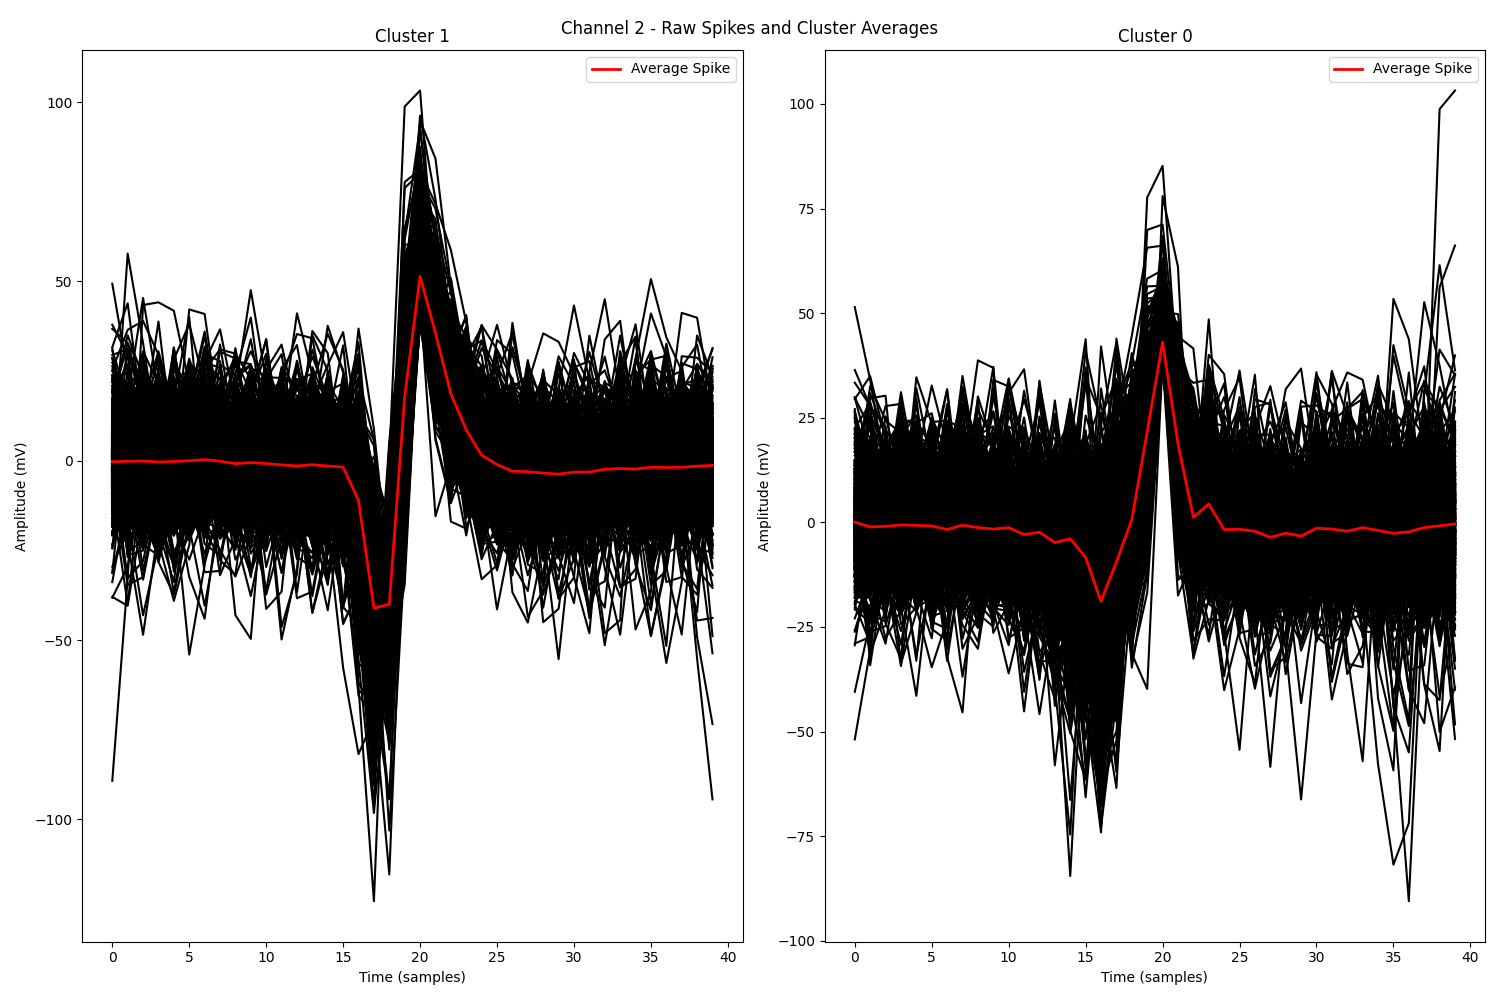 Channel 2 - Raw Spikes and Cluster Averages
Cluster 1
Average Spike
100
50
0
−50
−100
Amplitude (mV)
0 5 10 15 20 25 30 35 40
Time (samples)
Cluster 0
Average Spike
100
75
50
25
0
−25
−50
−75
−100
Amplitude (mV)
0 5 10 15 20 25 30 35 40
Time (samples)